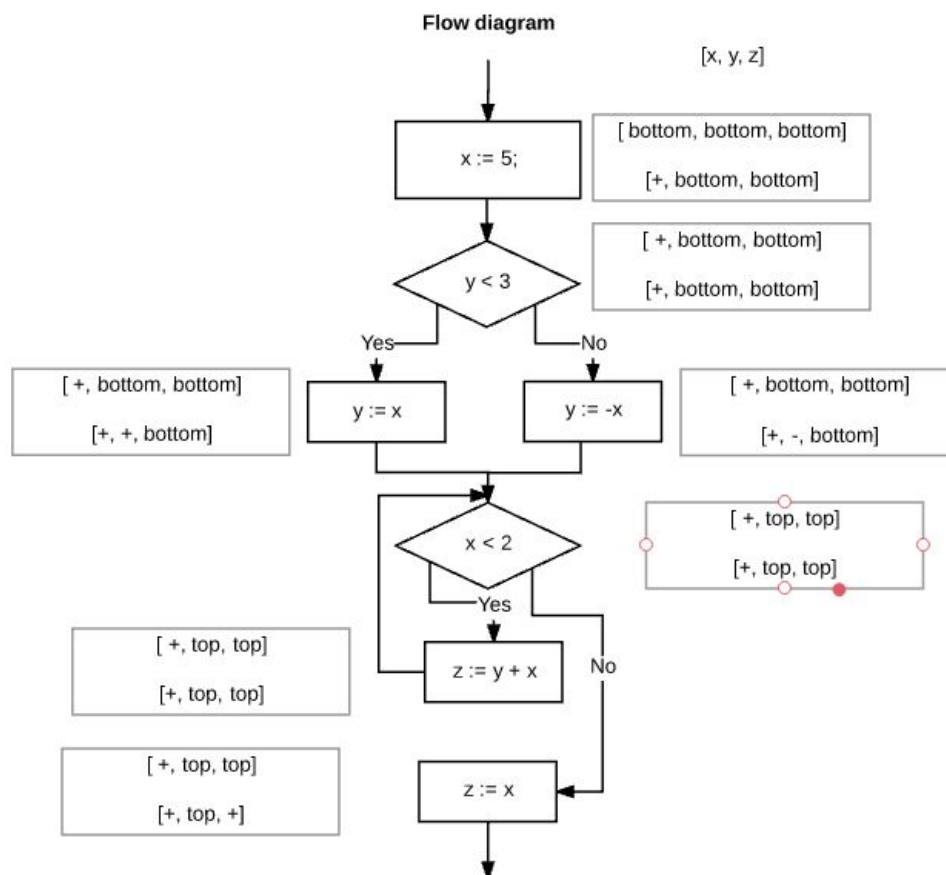 Flow diagram
[x, y, z]
x := 5;
[ bottom, bottom, bottom]
[+, bottom, bottom]
y < 3
[ +, bottom, bottom]
[+, bottom, bottom]
Yes
No
[ +, bottom, bottom]
[+, +, bottom]
y := x
y := -x
[ +, bottom, bottom]
[+, -, bottom]
x < 2
[ +, top, top]
[+, top, top]
Yes
[ +, top, top]
[+, top, top]
z := y + x
No
[ +, top, top]
[+, top, +]
z := x